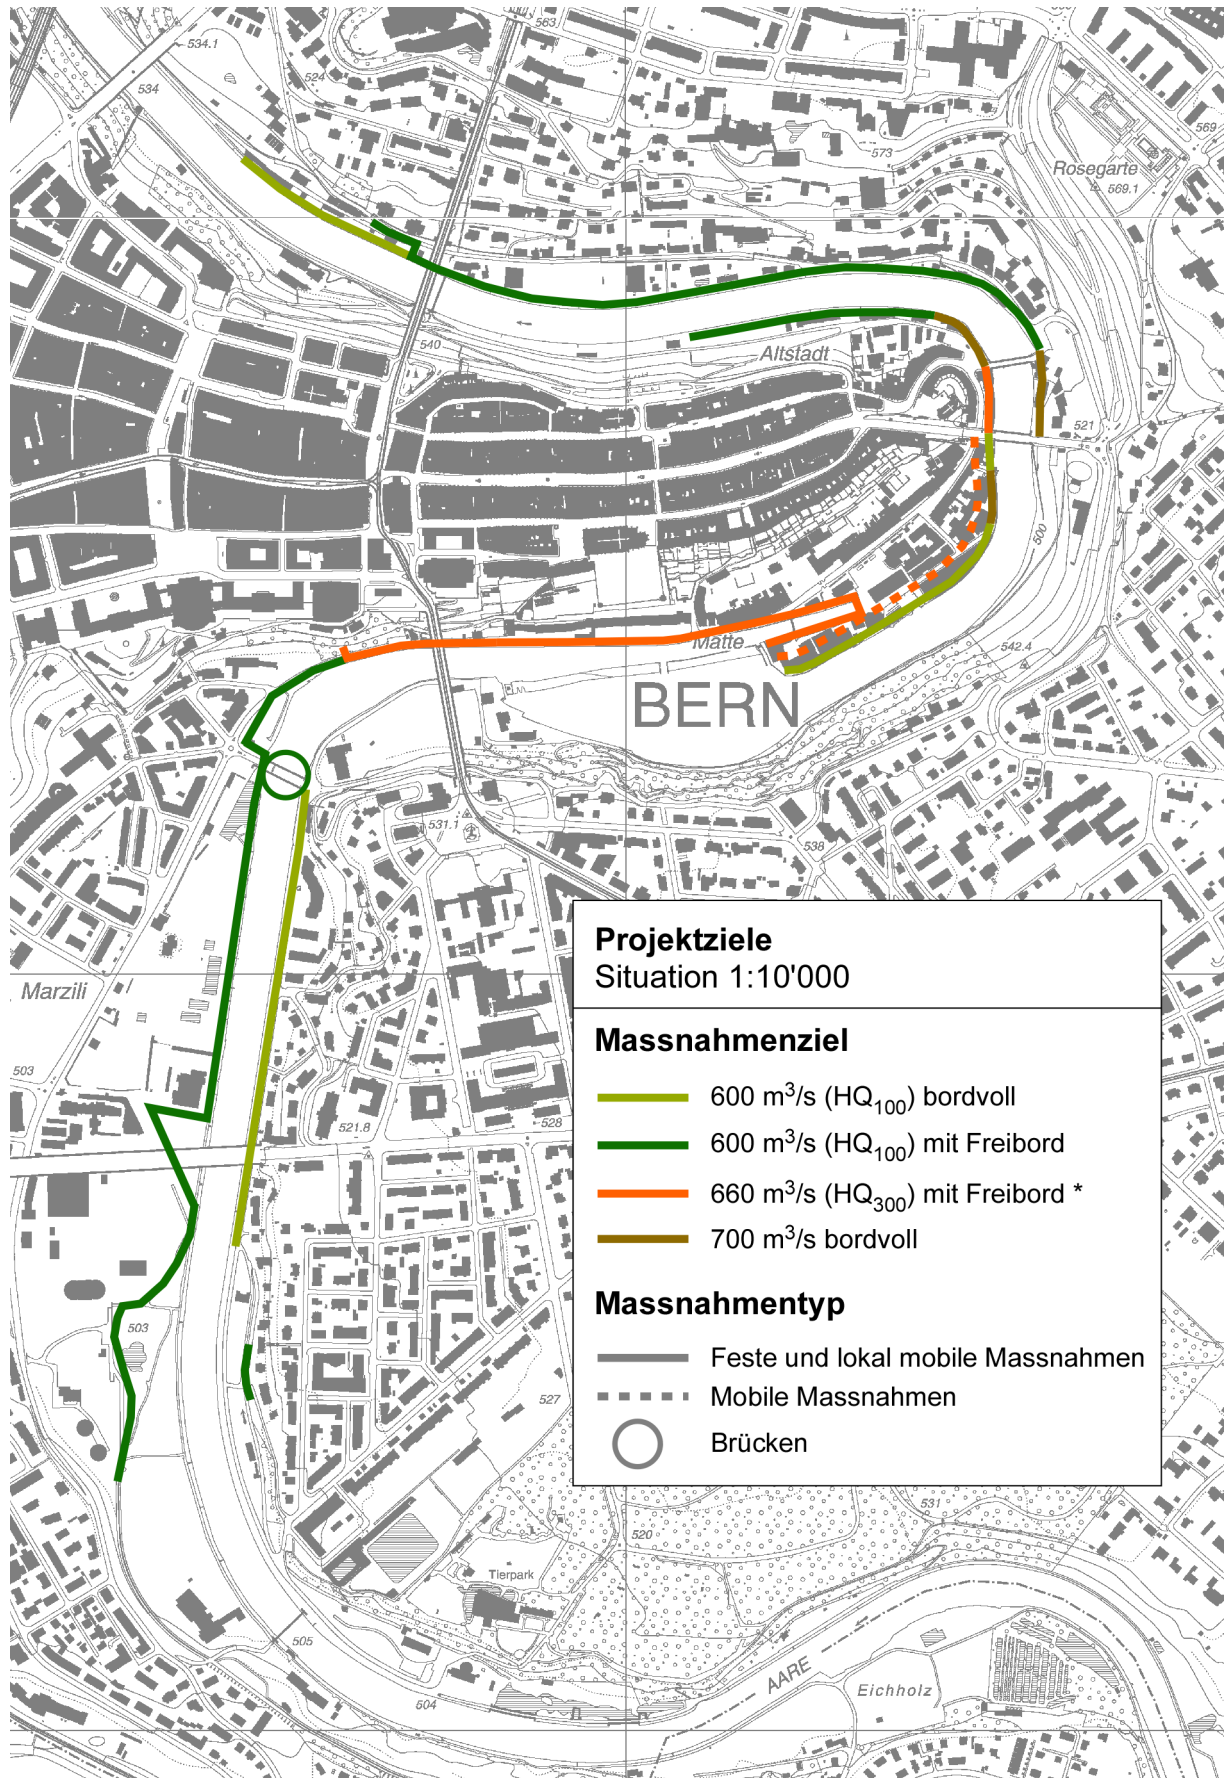 534.1
563
534
524
569
573
Rosegarte
569.1
540
Altstadt
521
500
Matte
542.4
BERN
531.1
538
Marzili
503
521.8
528
Projektziele
Situation 1:10'000
Massnahmenziel
600 m³/s (HQ₁₀₀) bordvoll
600 m³/s (HQ₁₀₀) mit Freibord
660 m³/s (HQ₃₀₀) mit Freibord *
700 m³/s bordvoll
Massnahmentyp
Feste und lokal mobile Massnahmen
Mobile Massnahmen
Brücken
503
527
531
520
Tierpark
505
AARE
504
Eichholz